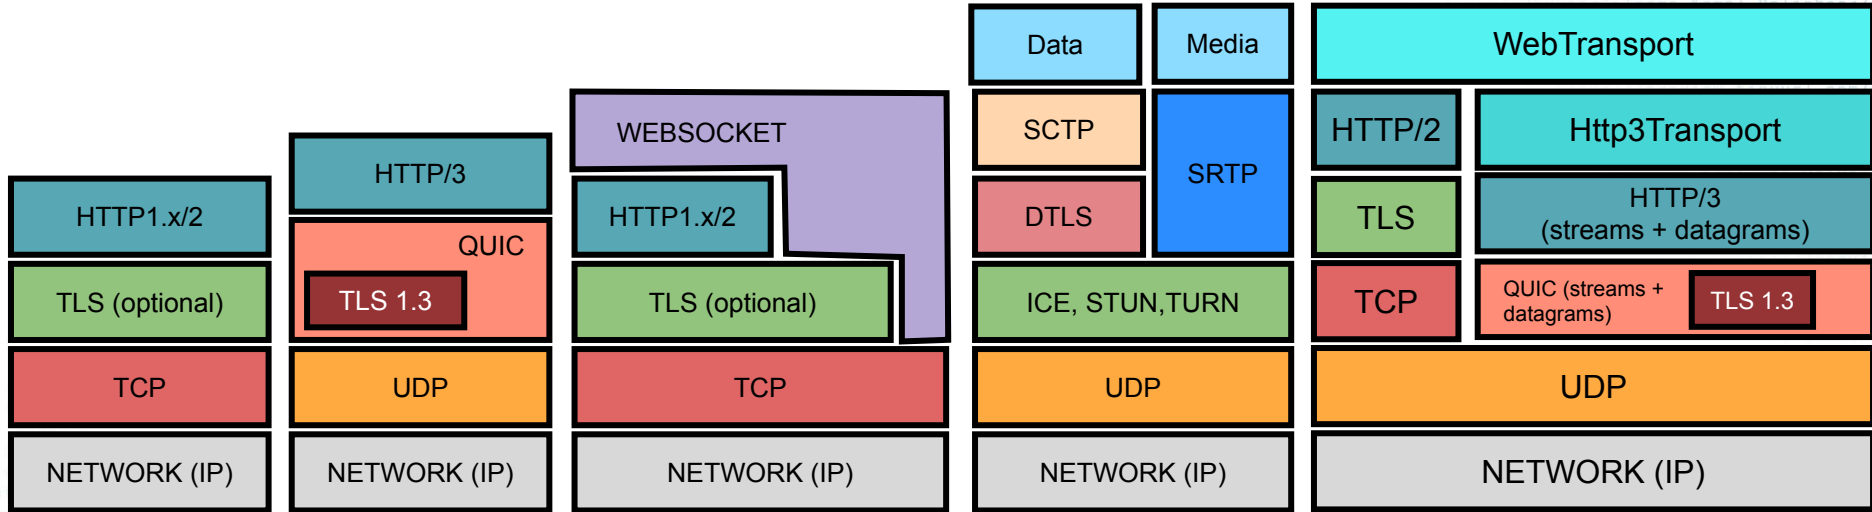 HTTP1.x/2
TLS (optional)
TCP
NETWORK (IP)
HTTP/3
QUIC
TLS 1.3
UDP
NETWORK (IP)
WEBSOCKET
HTTP1.x/2
TLS (optional)
TCP
NETWORK (IP)
Data
Media
SCTP
SRTP
DTLS
ICE, STUN,TURN
UDP
NETWORK (IP)
WebTransport
HTTP/2
Http3Transport
TLS
HTTP/3
(streams + datagrams)
TCP
QUIC (streams +
datagrams)
TLS 1.3
UDP
NETWORK (IP)